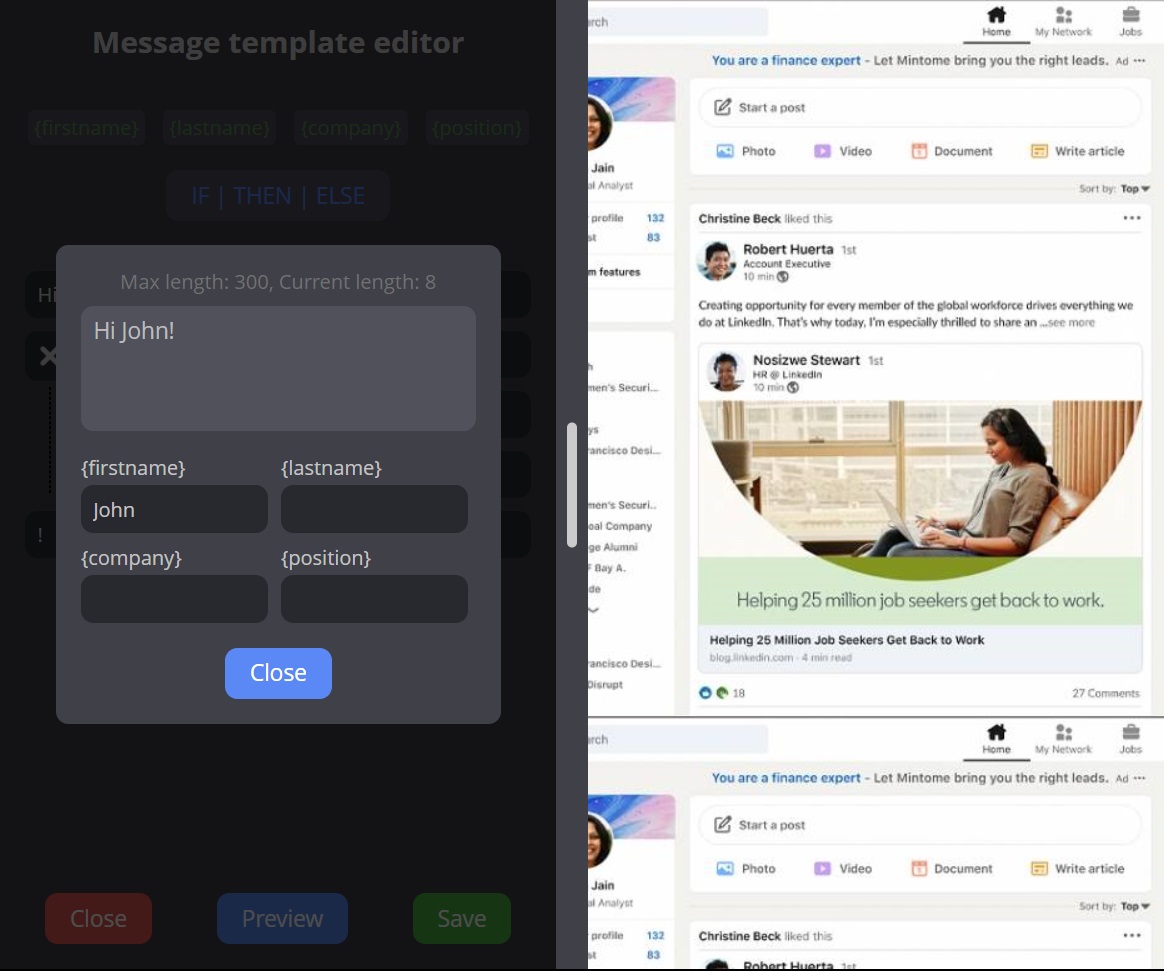 Message template editor
{firstname} {lastname} {company} {position}
IF | THEN | ELSE
Hi
Max length: 300, Current length: 8
Hi John!
{firstname} {lastname}
John
{company} {position}
!
Close
Close Preview Save
rch
Home My Network Jobs
You are a finance expert - Let Mintome bring you the right leads. Ad •••
Jain
al Analyst
profile 132
st 83
m features
h
men's Securi...
ys
rancisco Desi...
men's Securi..
oal Company
ge Alumni
F Bay A.
de
rancisco Desi...
Disrupt
Start a post
Photo Video Document Write article
Sort by: Top
Christine Beck liked this •••
Robert Huerta 1st
Account Executive
10 min
Creating opportunity for every member of the global workforce drives everything we
do at LinkedIn. That's why today, I'm especially thrilled to share an ...see more
Nosizwe Stewart 1st
HR @ LinkedIn
10 min
Helping 25 million job seekers get back to work.
Helping 25 Million Job Seekers Get Back to Work
blog.linkedin.com · 4 min read
18 27 Comments
rch
Home My Network Jobs
You are a finance expert - Let Mintome bring you the right leads. Ad •••
Jain
al Analyst
profile 132
st 83
Start a post
Photo Video Document Write article
Sort by: Top
Christine Beck liked this •••
Robert Huerta 1st